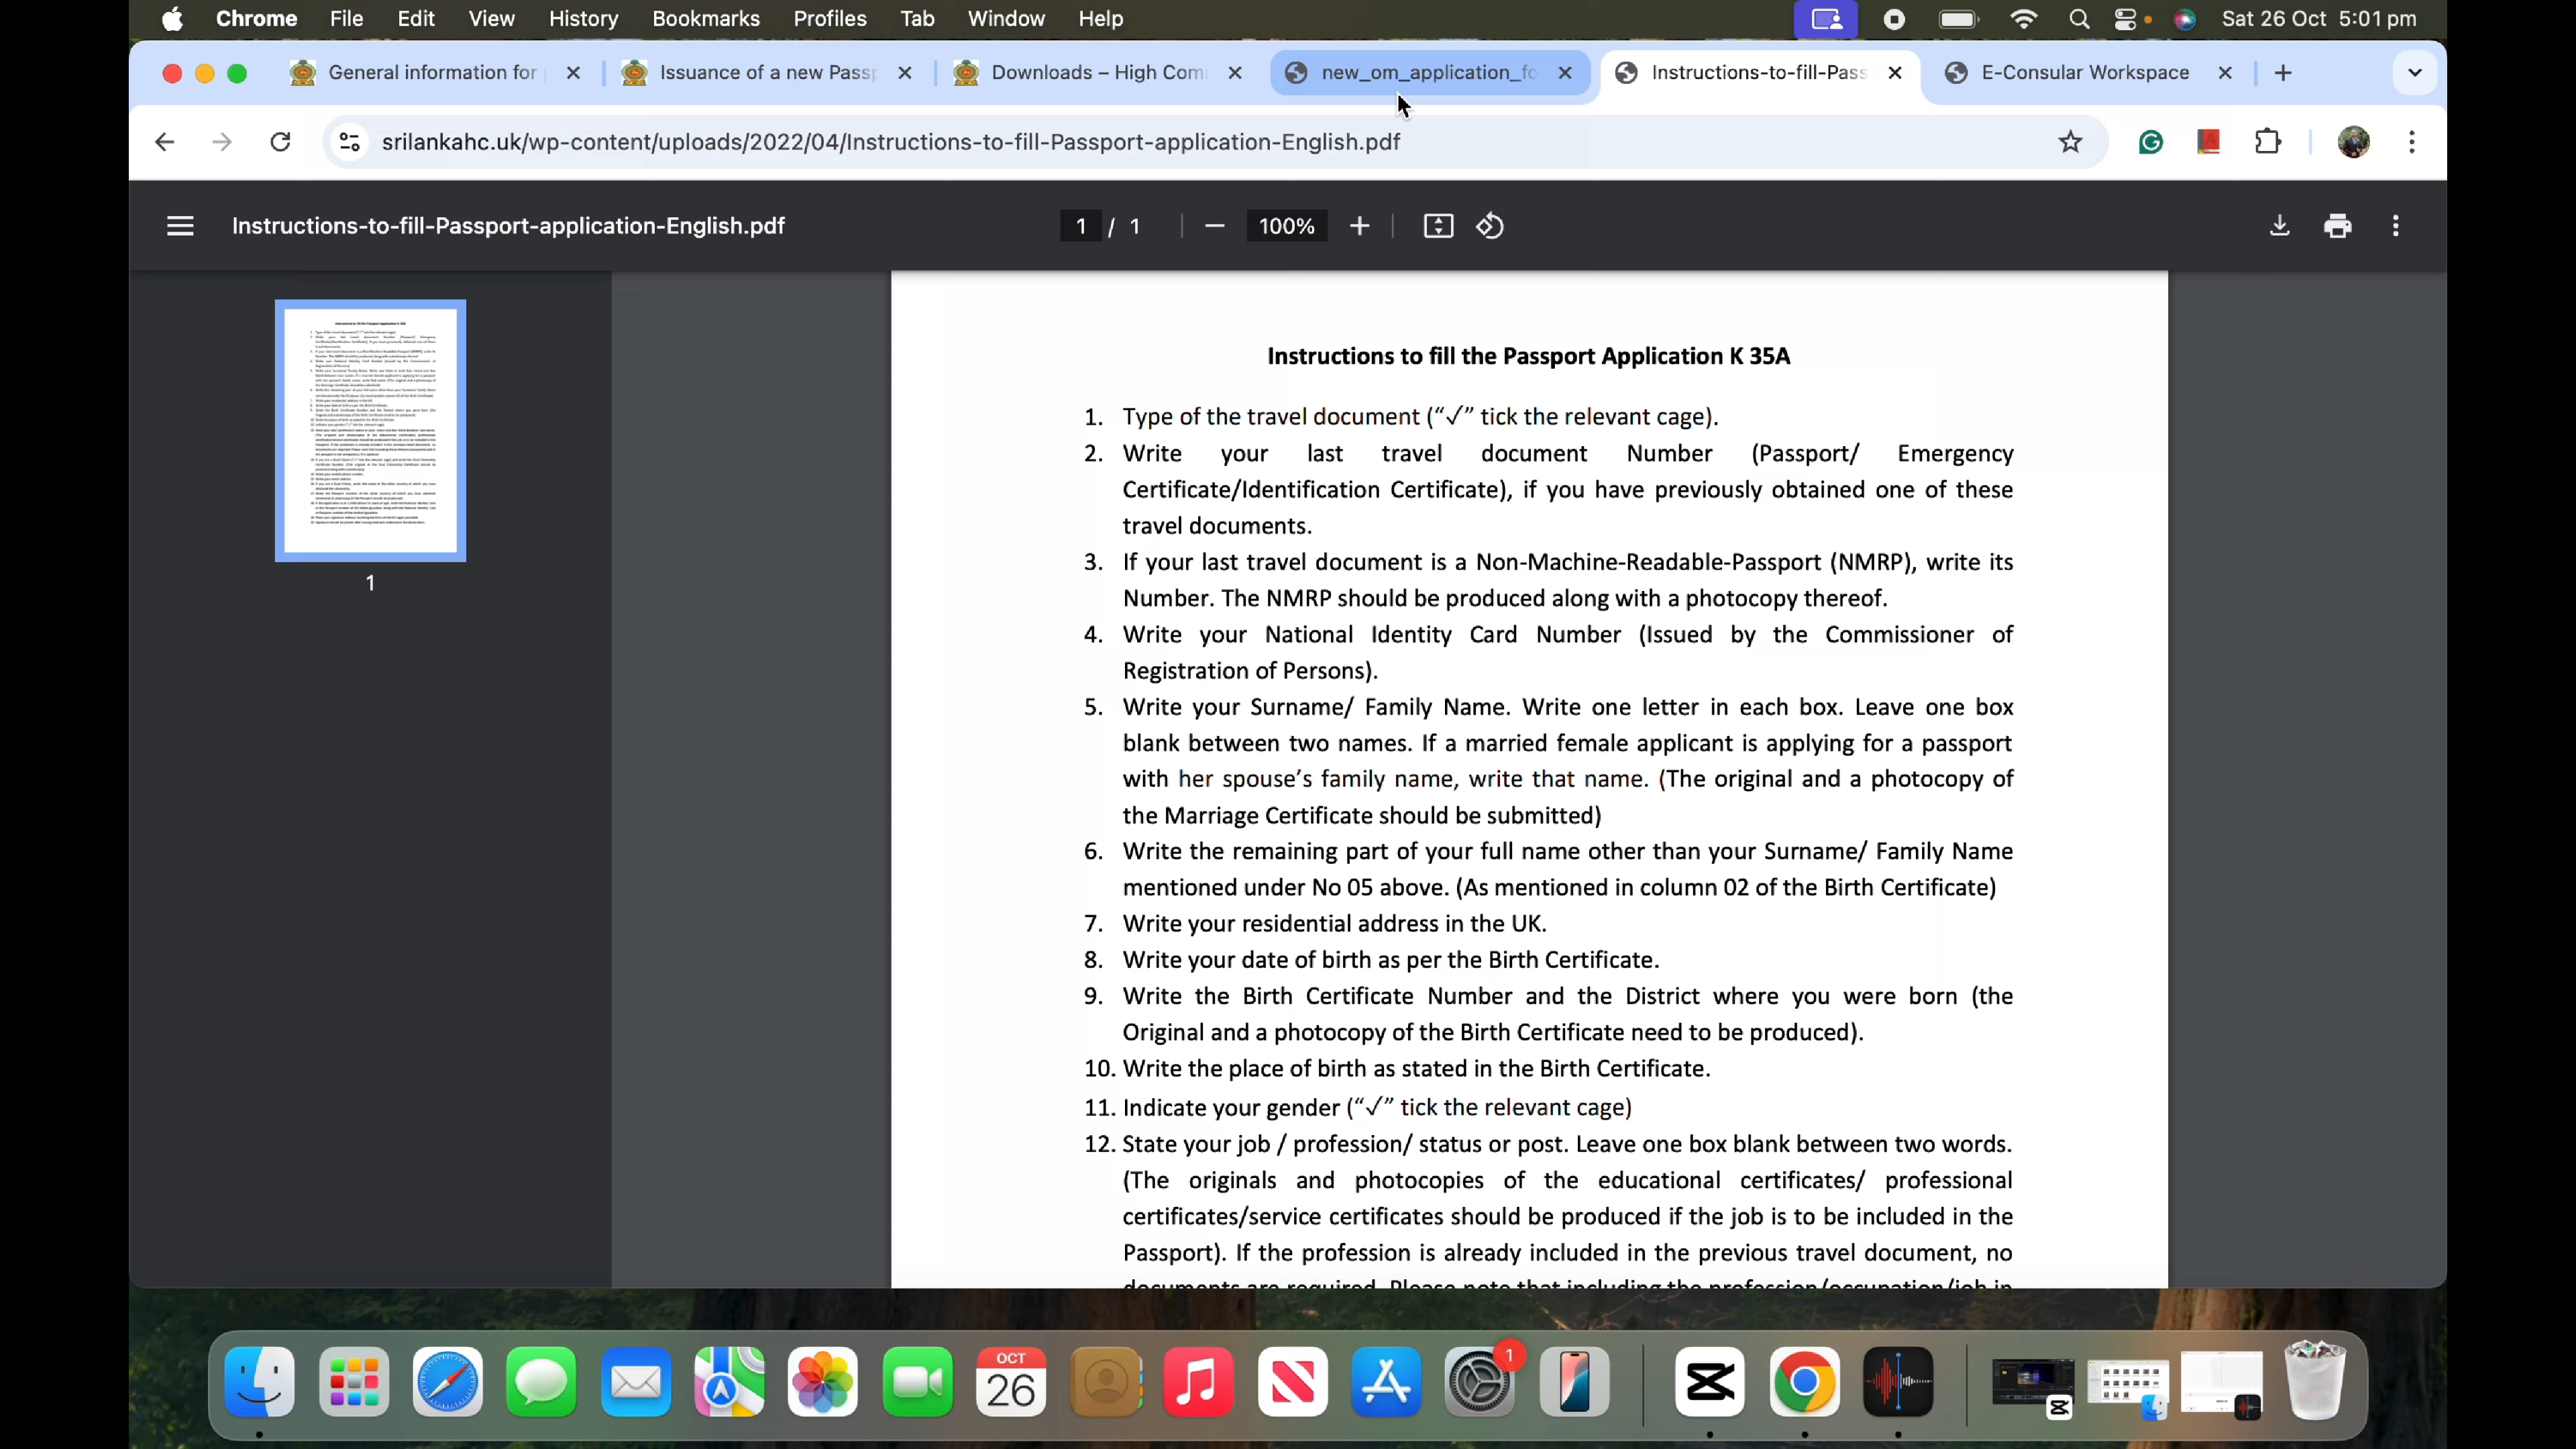 Chrome File Edit View History Bookmarks Profiles Tab Window Help
Sat 26 Oct 5:01 pm
General information for
Issuance of a new Pass
Downloads – High Com
new_om_application_fo
Instructions-to-fill-Pass
E-Consular Workspace
srilankahc.uk/wp-content/uploads/2022/04/Instructions-to-fill-Passport-application-English.pdf
Instructions-to-fill-Passport-application-English.pdf
1 / 1
100%
1
Instructions to fill the Passport Application K 35A
1. Type of the travel document (“✓” tick the relevant cage).
2. Write your last travel document Number (Passport/ Emergency
Certificate/Identification Certificate), if you have previously obtained one of these
travel documents.
3. If your last travel document is a Non-Machine-Readable-Passport (NMRP), write its
Number. The NMRP should be produced along with a photocopy thereof.
4. Write your National Identity Card Number (Issued by the Commissioner of
Registration of Persons).
5. Write your Surname/ Family Name. Write one letter in each box. Leave one box
blank between two names. If a married female applicant is applying for a passport
with her spouse’s family name, write that name. (The original and a photocopy of
the Marriage Certificate should be submitted)
6. Write the remaining part of your full name other than your Surname/ Family Name
mentioned under No 05 above. (As mentioned in column 02 of the Birth Certificate)
7. Write your residential address in the UK.
8. Write your date of birth as per the Birth Certificate.
9. Write the Birth Certificate Number and the District where you were born (the
Original and a photocopy of the Birth Certificate need to be produced).
10. Write the place of birth as stated in the Birth Certificate.
11. Indicate your gender (“✓” tick the relevant cage)
12. State your job / profession/ status or post. Leave one box blank between two words.
(The originals and photocopies of the educational certificates/ professional
certificates/service certificates should be produced if the job is to be included in the
Passport). If the profession is already included in the previous travel document, no
documents are required. Please note that including the profession/occupation/job in
OCT
26
1